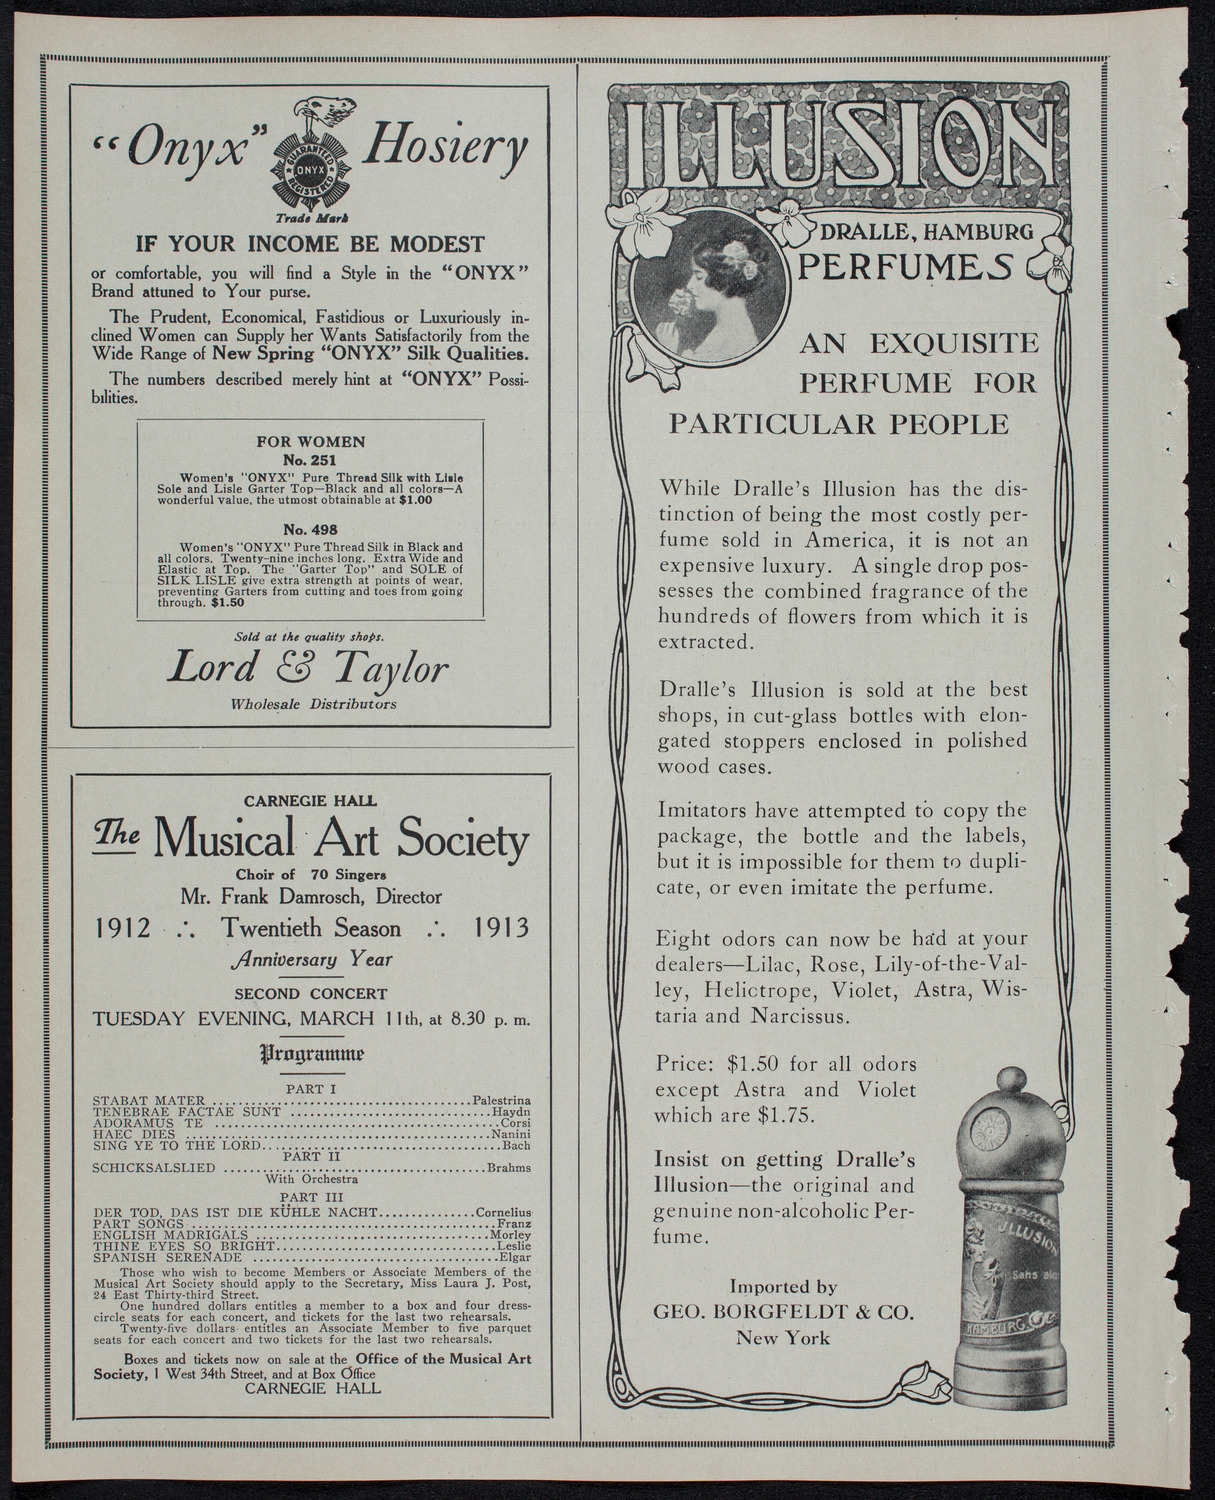 "Onyx" Hosiery
GUARANTEED
ONYX
REGISTERED
Trade Mark
IF YOUR INCOME BE MODEST
or comfortable, you will find a Style in the "ONYX"
Brand attuned to Your purse.
The Prudent, Economical, Fastidious or Luxuriously in-
clined Women can Supply her Wants Satisfactorily from the
Wide Range of New Spring "ONYX" Silk Qualities.
The numbers described merely hint at "ONYX" Possi-
bilities.
FOR WOMEN
No. 251
Women's "ONYX" Pure Thread Silk with Lisle
Sole and Lisle Garter Top—Black and all colors—A
wonderful value, the utmost obtainable at $1.00
No. 498
Women's "ONYX" Pure Thread Silk in Black and
all colors. Twenty-nine inches long. Extra Wide and
Elastic at Top. The "Garter Top" and SOLE of
SILK LISLE give extra strength at points of wear,
preventing Garters from cutting and toes from going
through. $1.50
Sold at the quality shops.
Lord & Taylor
Wholesale Distributors
CARNEGIE HALL
The Musical Art Society
Choir of 70 Singers
Mr. Frank Damrosch, Director
1912 ∴ Twentieth Season ∴ 1913
Anniversary Year
SECOND CONCERT
TUESDAY EVENING, MARCH 11th, at 8.30 p. m.
Programme
PART I
STABAT MATER ........ Palestrina
TENEBRAE FACTAE SUNT ........ Haydn
ADORAMUS TE ........ Corsi
HAEC DIES ........ Nanini
SING YE TO THE LORD ........ Bach
PART II
SCHICKSALSLIED ........ Brahms
With Orchestra
PART III
DER TOD, DAS IST DIE KÜHLE NACHT ........ Cornelius
PART SONGS ........ Franz
ENGLISH MADRIGALS ........ Morley
THINE EYES SO BRIGHT ........ Leslie
SPANISH SERENADE ........ Elgar
Those who wish to become Members or Associate Members of the
Musical Art Society should apply to the Secretary, Miss Laura J. Post,
24 East Thirty-third Street.
One hundred dollars entitles a member to a box and four dress-
circle seats for each concert, and tickets for the last two rehearsals.
Twenty-five dollars entitles an Associate Member to five parquet
seats for each concert and two tickets for the last two rehearsals.
Boxes and tickets now on sale at the Office of the Musical Art
Society, 1 West 34th Street, and at Box Office
CARNEGIE HALL
ILLUSION
DRALLE, HAMBURG
PERFUMES
AN EXQUISITE
PERFUME FOR
PARTICULAR PEOPLE
While Dralle's Illusion has the dis-
tinction of being the most costly per-
fume sold in America, it is not an
expensive luxury. A single drop pos-
sesses the combined fragrance of the
hundreds of flowers from which it is
extracted.
Dralle's Illusion is sold at the best
shops, in cut-glass bottles with elon-
gated stoppers enclosed in polished
wood cases.
Imitators have attempted to copy the
package, the bottle and the labels,
but it is impossible for them to dupli-
cate, or even imitate the perfume.
Eight odors can now be had at your
dealers—Lilac, Rose, Lily-of-the-Val-
ley, Helictrope, Violet, Astra, Wis-
taria and Narcissus.
Price: $1.50 for all odors
except Astra and Violet
which are $1.75.
Insist on getting Dralle's
Illusion—the original and
genuine non-alcoholic Per-
fume.
Imported by
GEO. BORGFELDT & CO.
New York
ILLUSION
Sans
HAMBURG